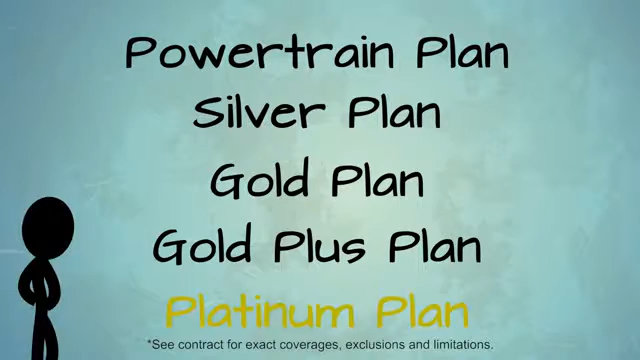 Powertrain Plan
Silver Plan
Gold Plan
Gold Plus Plan
Platinum Plan
*See contract for exact coverages, exclusions and limitations.